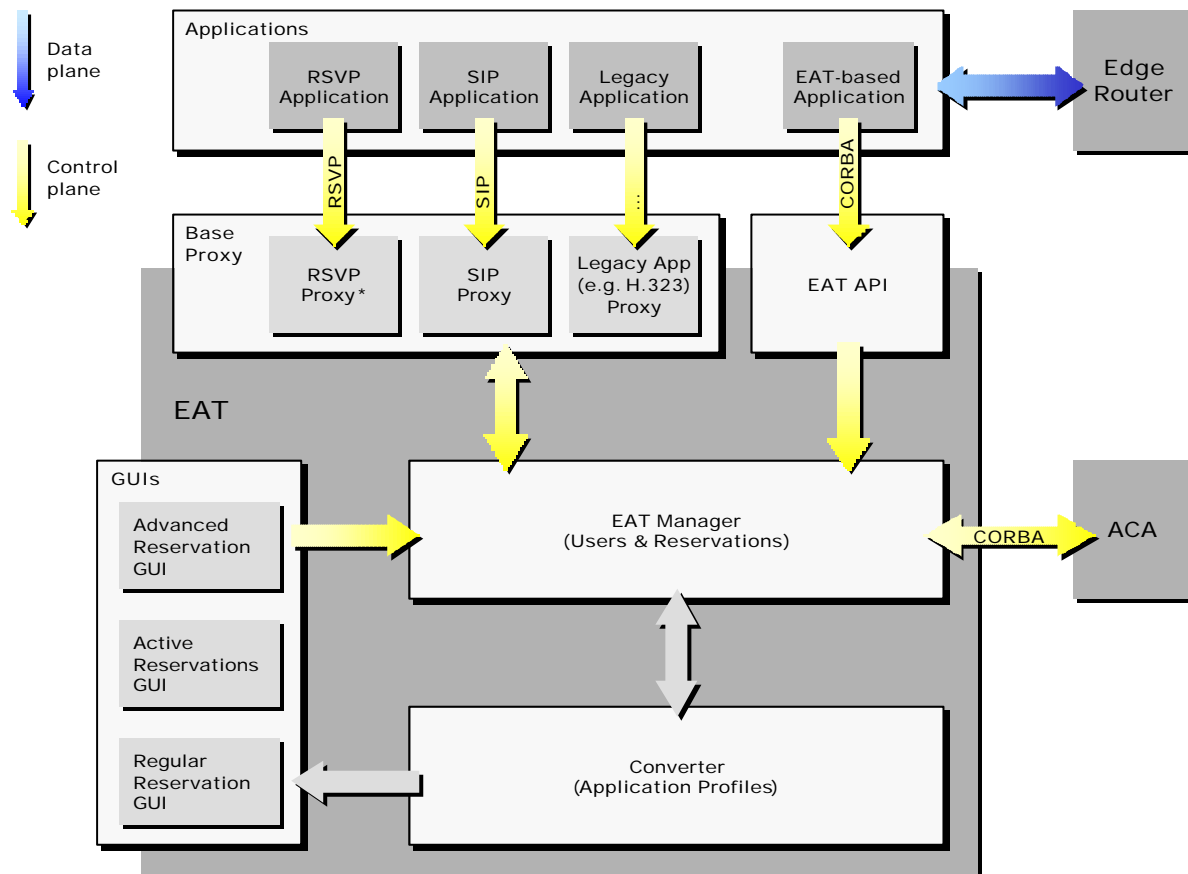 Data
plane
Control
plane
Applications
RSVP
Application
SIP
Application
Legacy
Application
EAT-based
Application
Edge
Router
RSVP
SIP
...
CORBA
Base
Proxy
RSVP
Proxy*
SIP
Proxy
Legacy App
(e.g. H.323)
Proxy
EAT API
EAT
GUIs
Advanced
Reservation
GUI
Active
Reservations
GUI
Regular
Reservation
GUI
EAT Manager
(Users & Reservations)
CORBA
ACA
Converter
(Application Profiles)